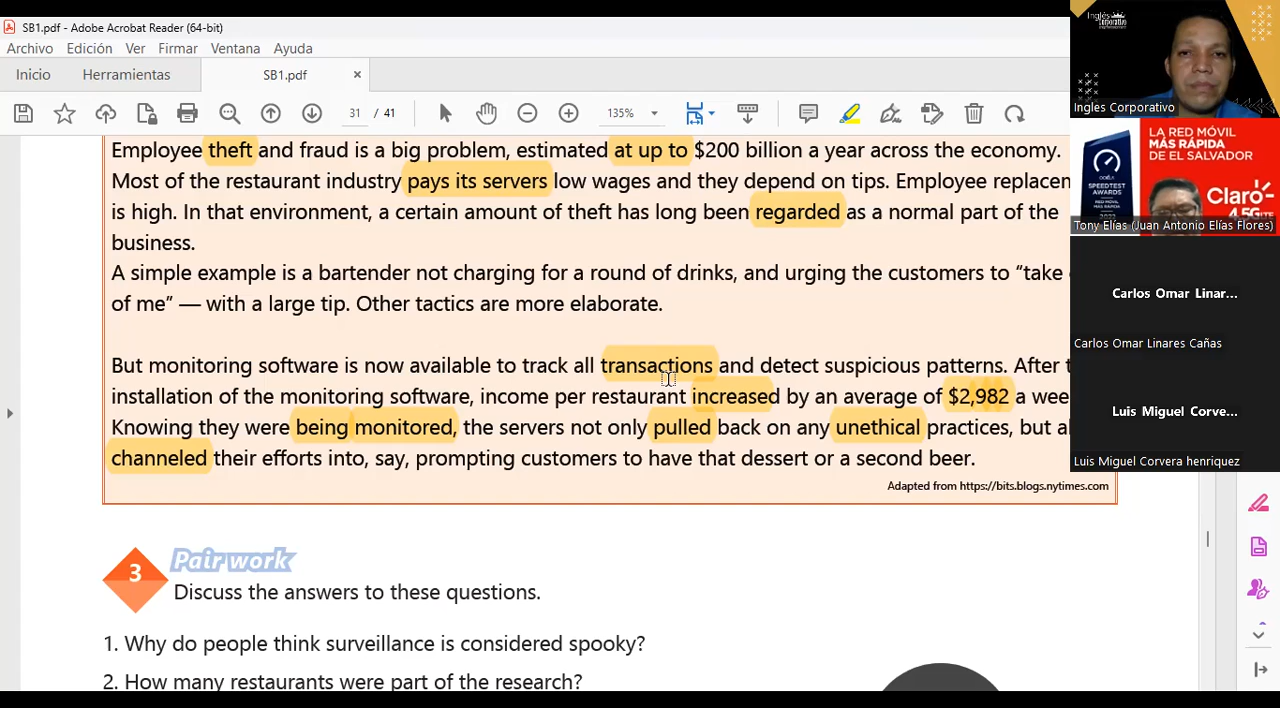 SB1.pdf - Adobe Acrobat Reader (64-bit)
Archivo Edición Ver Firmar Ventana Ayuda
Inicio Herramientas SB1.pdf ×
31 / 41 135%
Employee theft and fraud is a big problem, estimated at up to $200 billion a year across the economy.
Most of the restaurant industry pays its servers low wages and they depend on tips. Employee replacem
is high. In that environment, a certain amount of theft has long been regarded as a normal part of the
business.
A simple example is a bartender not charging for a round of drinks, and urging the customers to “take
of me” — with a large tip. Other tactics are more elaborate.
But monitoring software is now available to track all transactions and detect suspicious patterns. After t
installation of the monitoring software, income per restaurant increased by an average of $2,982 a wee
Knowing they were being monitored, the servers not only pulled back on any unethical practices, but al
channeled their efforts into, say, prompting customers to have that dessert or a second beer.
Adapted from https://bits.blogs.nytimes.com
3
Pair work
Discuss the answers to these questions.
1. Why do people think surveillance is considered spooky?
2. How many restaurants were part of the research?
Inglés
Corporativo
Ingles Corporativo
SPEEDTEST
AWARDS
LA RED MÓVIL
MÁS RÁPIDA
DE EL SALVADOR
Claro
4.5G LTE
Tony Elías (Juan Antonio Elías Flores)
Carlos Omar Linar...
Carlos Omar Linares Cañas
Luis Miguel Corve...
Luis Miguel Corvera henriquez